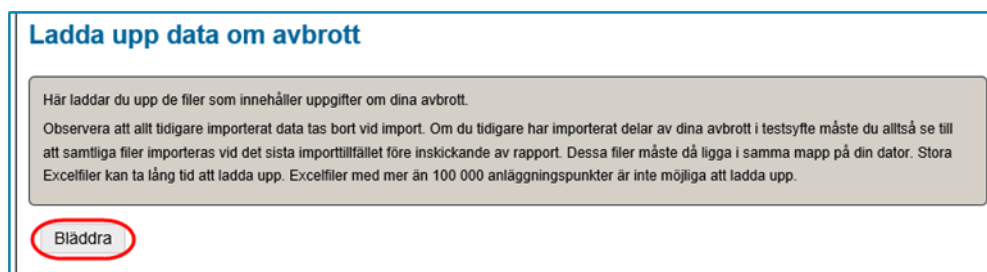 Ladda upp data om avbrott
Här laddar du upp de filer som innehåller uppgifter om dina avbrott.
Observera att allt tidigare importerat data tas bort vid import. Om du tidigare har importerat delar av dina avbrott i testsyfte måste du alltså se till
att samtliga filer importeras vid det sista importtillfället före inskickande av rapport. Dessa filer måste då ligga i samma mapp på din dator. Stora
Excelfiler kan ta lång tid att ladda upp. Excelfiler med mer än 100 000 anläggningspunkter är inte möjliga att ladda upp.
Bläddra